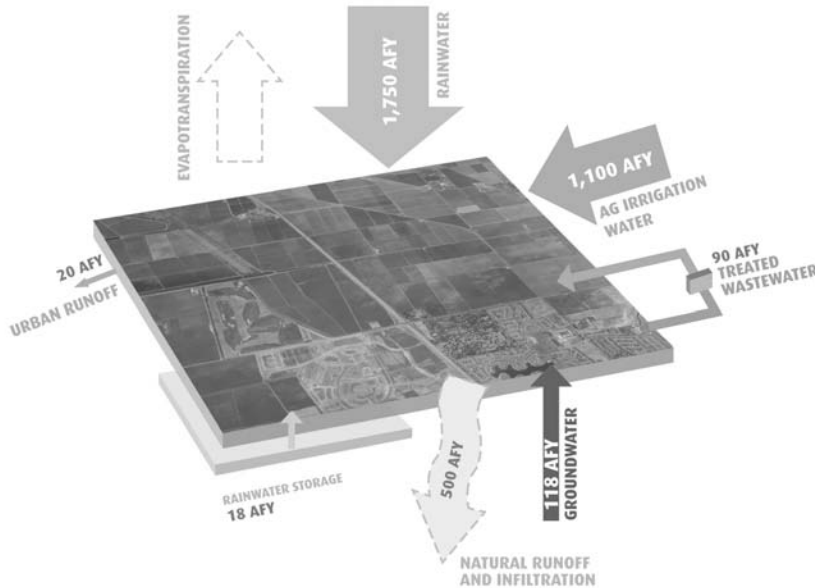 EVAPOTRANSPIRATION
1,750 AFY
RAINWATER
1,100 AFY
AG IRRIGATION
WATER
20 AFY
URBAN RUNOFF
90 AFY
TREATED
WASTEWATER
RAINWATER STORAGE
18 AFY
500 AFY
118 AFY
GROUNDWATER
NATURAL RUNOFF
AND INFILTRATION